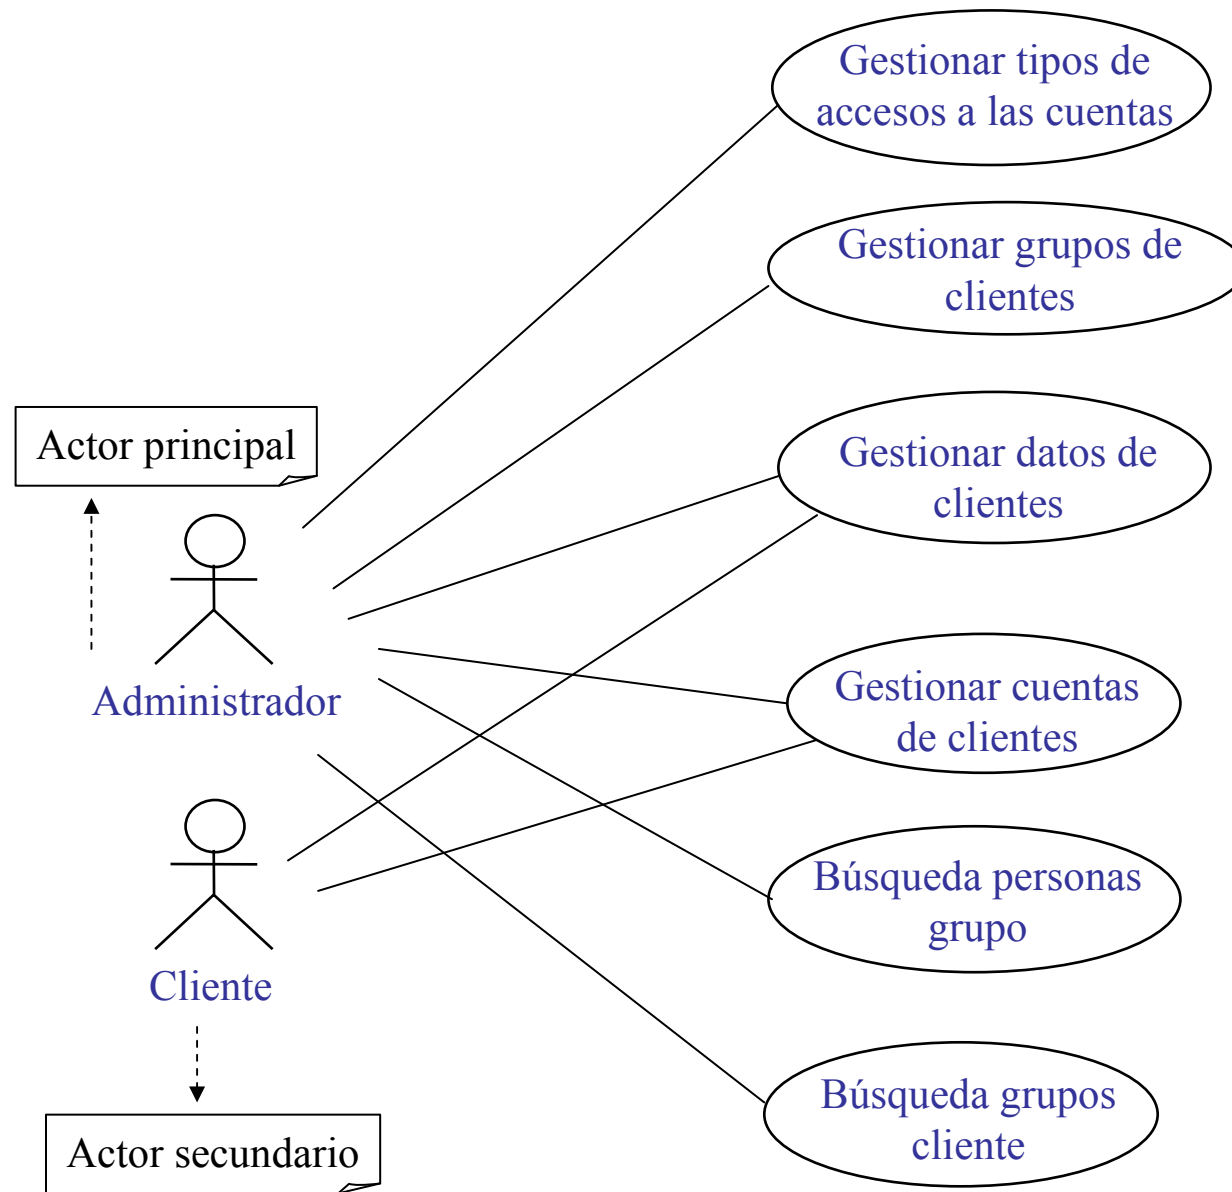 Gestionar tipos de
accesos a las cuentas
Gestionar grupos de
clientes
Actor principal
Gestionar datos de
clientes
Administrador
Gestionar cuentas
de clientes
Búsqueda personas
grupo
Cliente
Búsqueda grupos
cliente
Actor secundario